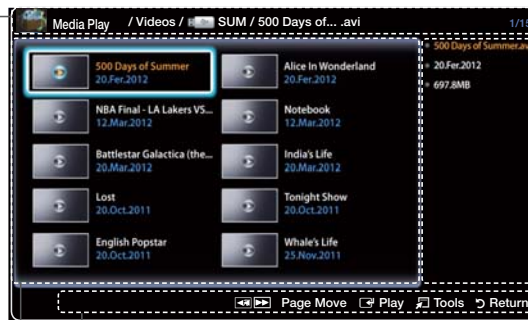 Media Play / Videos / SUM / 500 Days of... .avi 1/15
500 Days of Summer
20.Fer.2012
Alice In Wonderland
20.Fer.2012
NBA Final - LA Lakers VS...
12.Mar.2012
Notebook
12.Mar.2012
Battlestar Galactica (the...
20.Mar.2012
India's Life
20.Mar.2012
Lost
20.Oct.2011
Tonight Show
20.Oct.2011
English Popstar
20.Oct.2011
Whale's Life
25.Nov.2011
500 Days of Summer.avi
20.Fer.2012
697.8MB
Page Move Play Tools Return